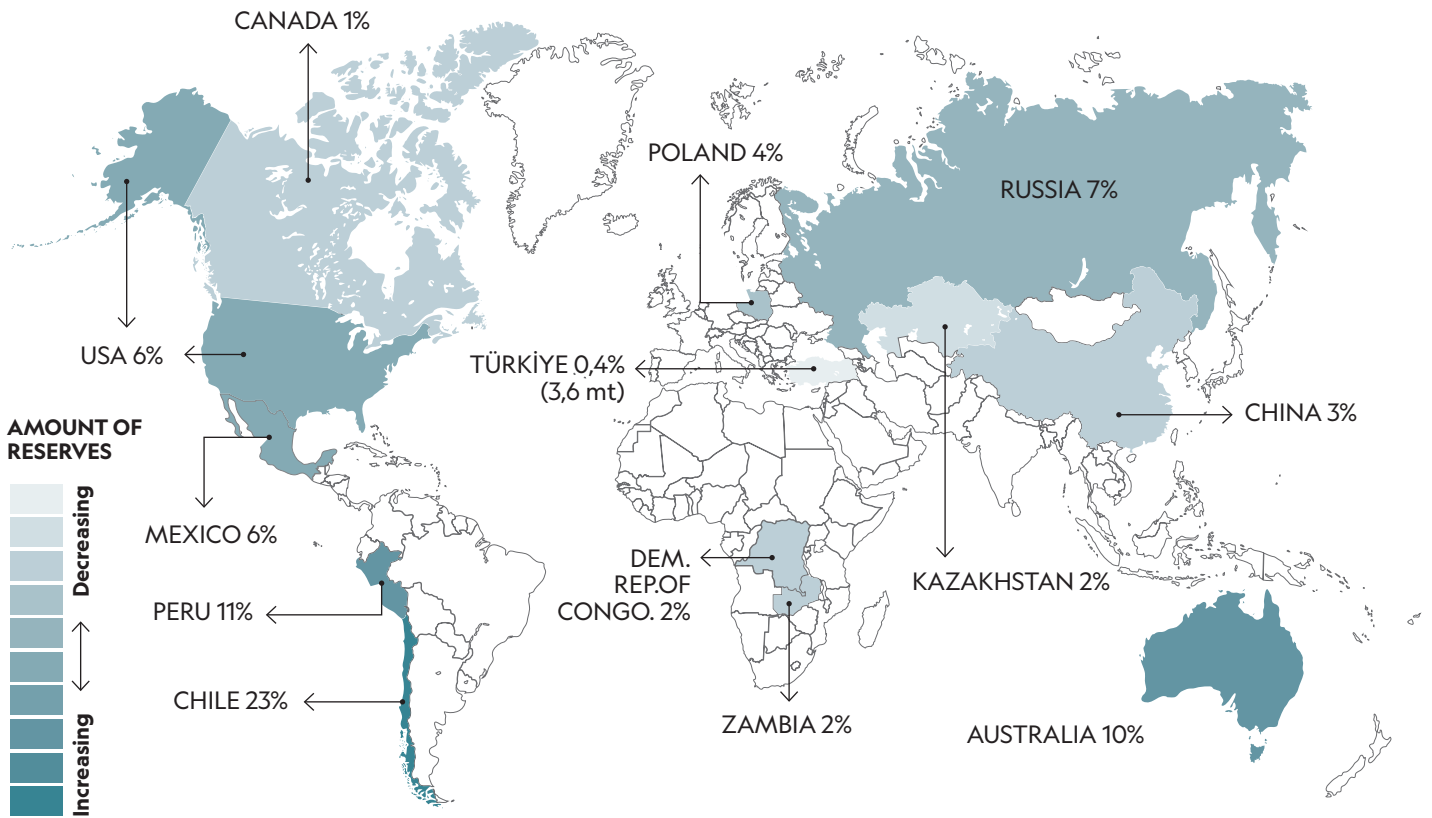 CANADA 1%
POLAND 4%
RUSSIA 7%
USA 6%
TÜRKİYE 0,4%
(3,6 mt)
CHINA 3%
AMOUNT OF
RESERVES
Decreasing
Increasing
MEXICO 6%
DEM.
REP.OF
CONGO. 2%
KAZAKHSTAN 2%
PERU 11%
CHILE 23%
ZAMBIA 2%
AUSTRALIA 10%